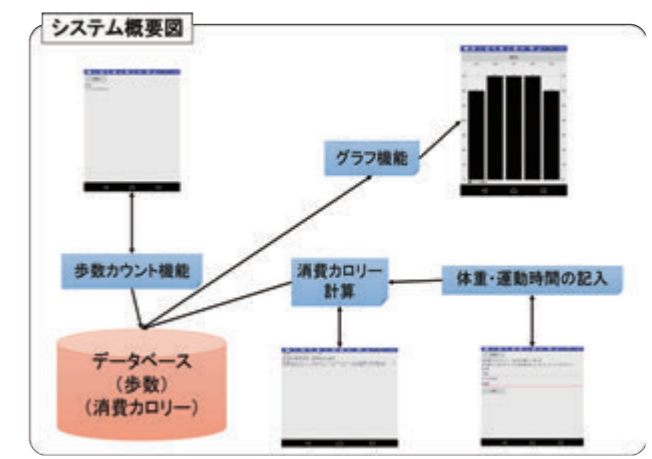 システム概要図
グラフ機能
歩数カウント機能
消費カロリー
計算
体重・運動時間の記入
データベース
（歩数）
（消費カロリー）